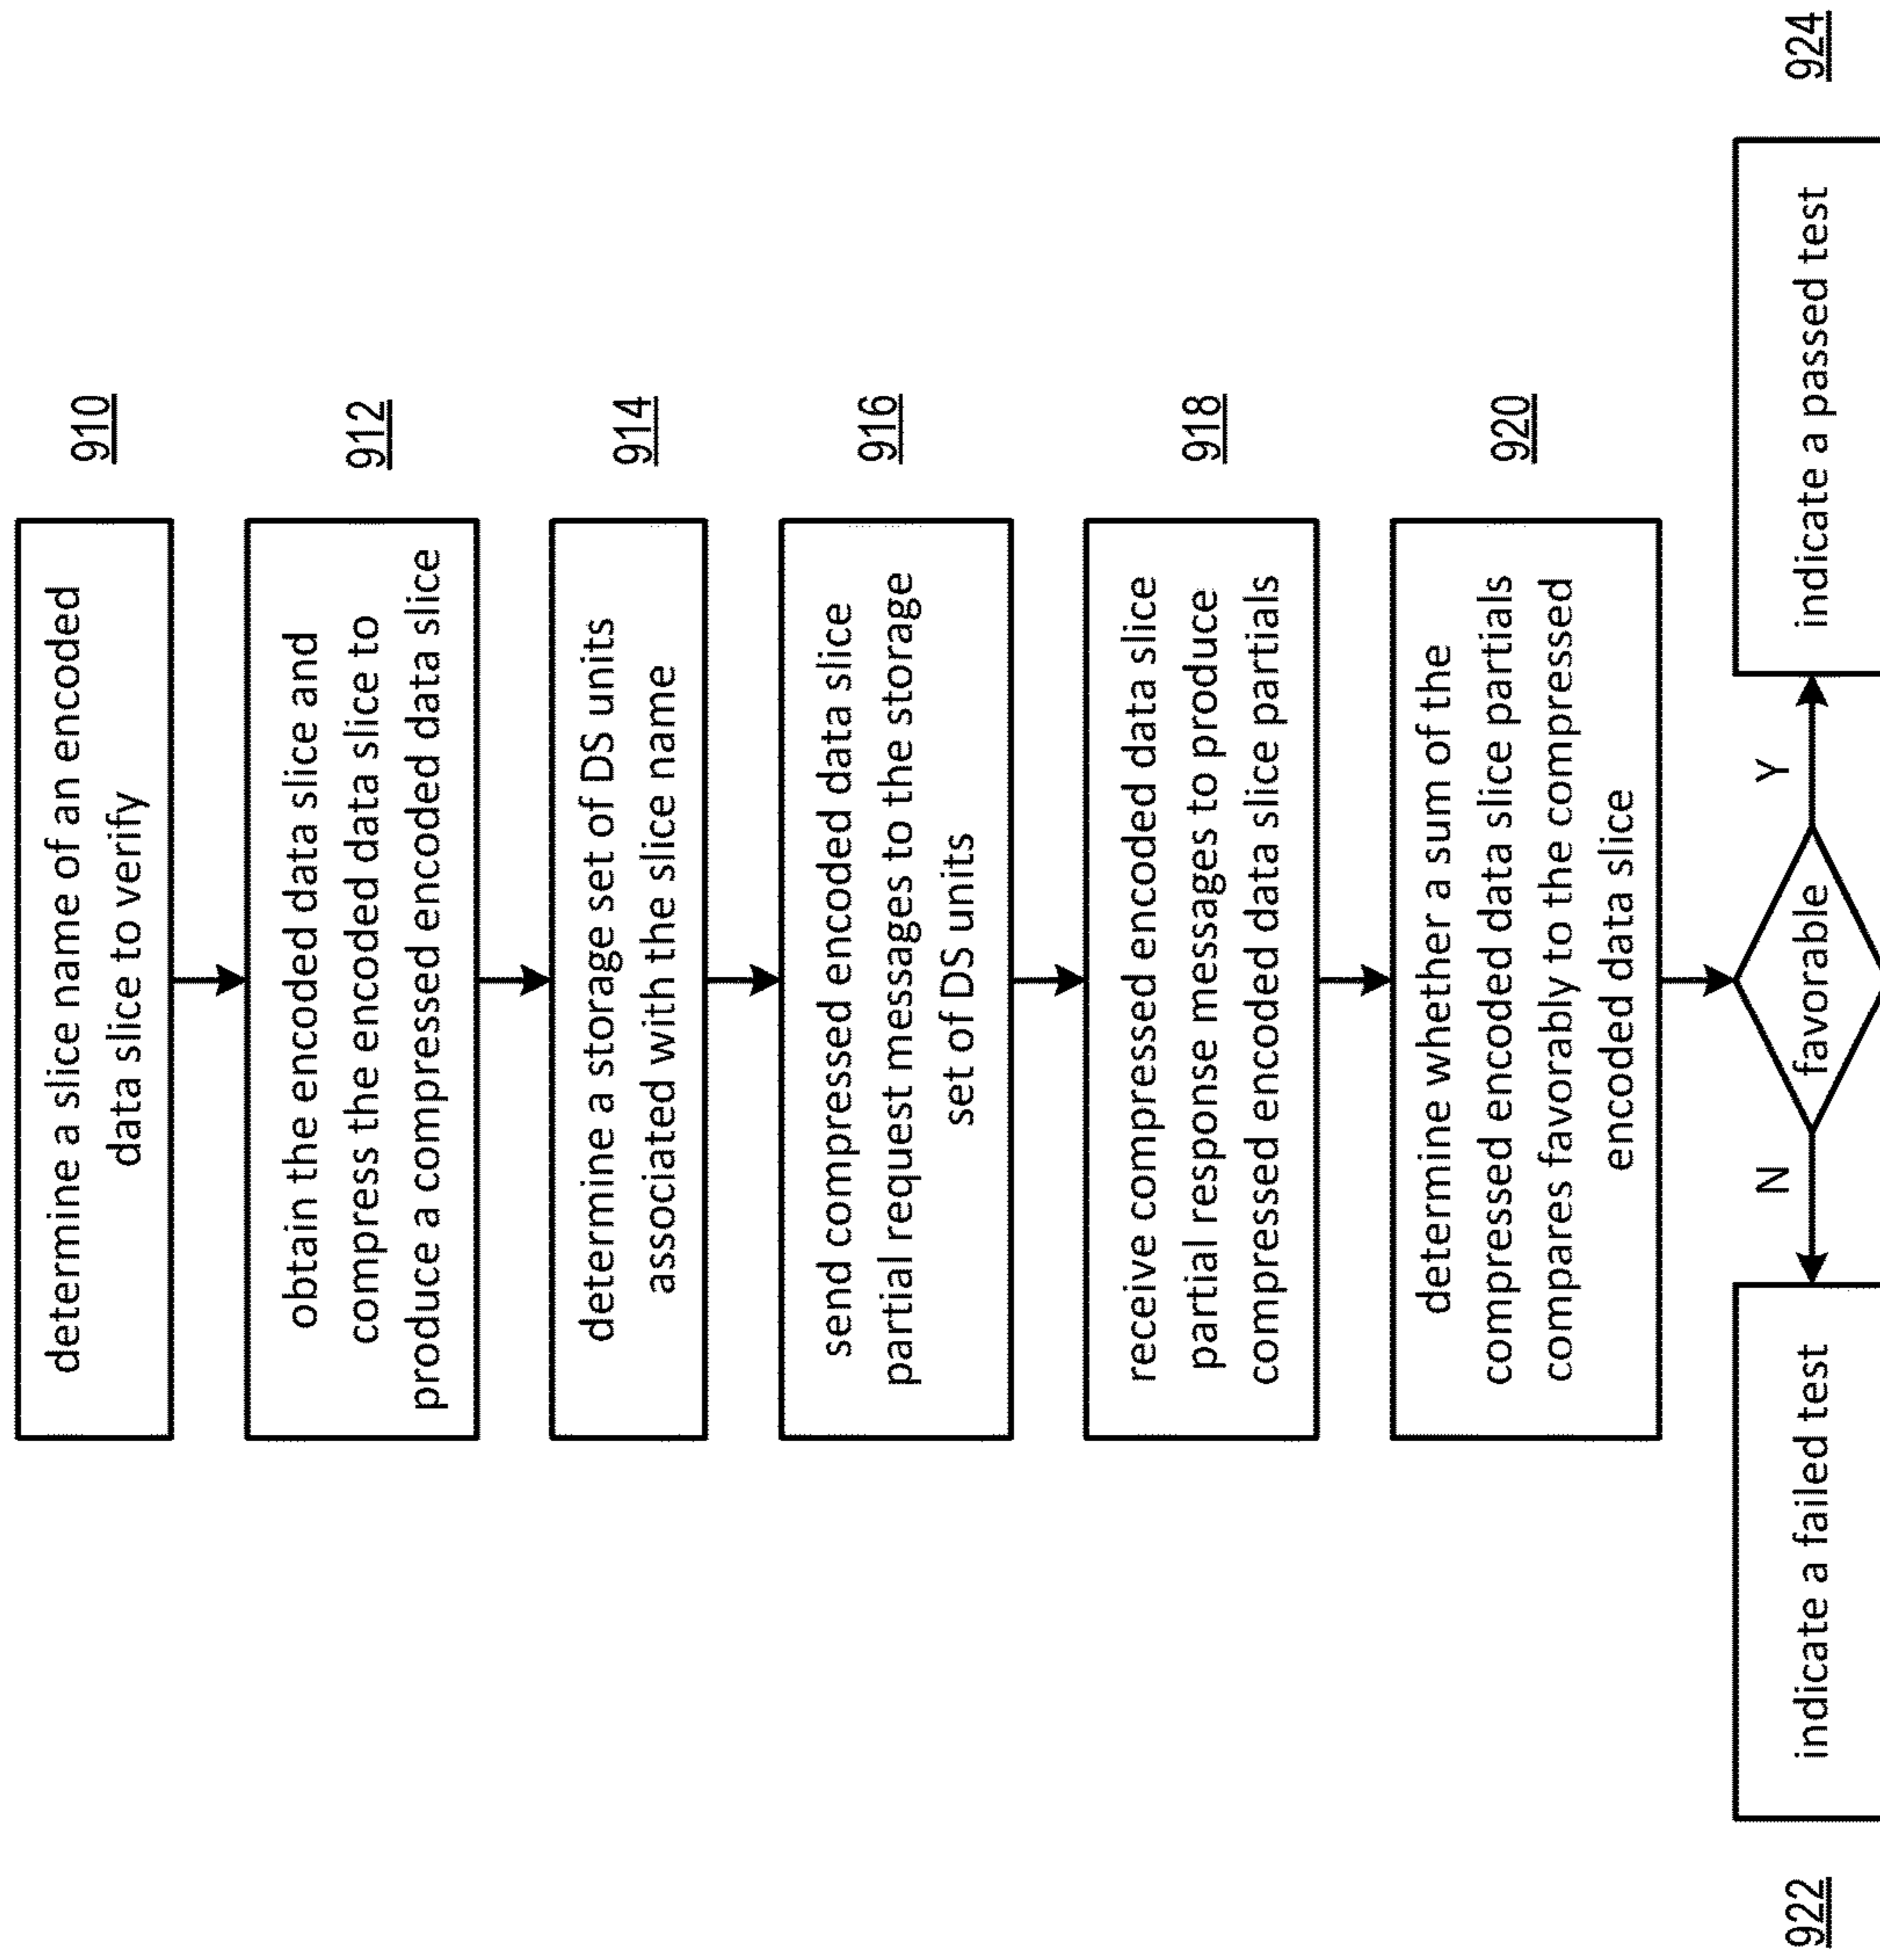 determine a slice name of an encoded
data slice to verify
910
obtain the encoded data slice and
compress the encoded data slice to
produce a compressed encoded data slice
912
determine a storage set of DS units
associated with the slice name
914
send compressed encoded data slice
partial request messages to the storage
set of DS units
916
receive compressed encoded data slice
partial response messages to produce
compressed encoded data slice partials
918
determine whether a sum of the
compressed encoded data slice partials
compares favorably to the compressed
encoded data slice
920
922
indicate a failed test
N
favorable
Y
indicate a passed test
924